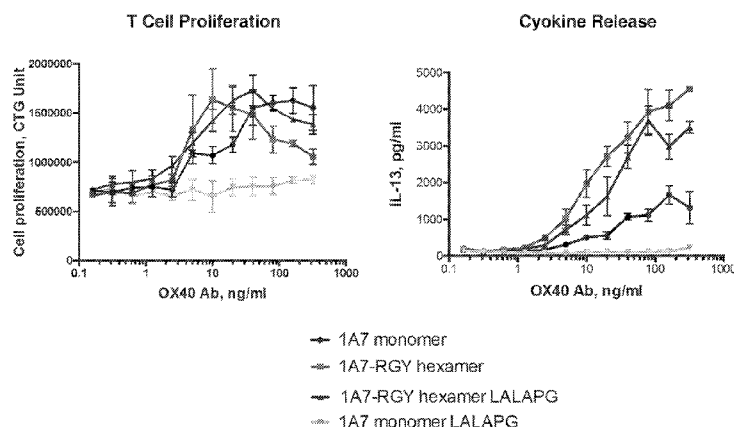 T Cell Proliferation
Cyokine Release
2000000
1500000
1000000
500000
0
0.1
1
10
100
1000
Cell proliferation, CTG Unit
OX40 Ab, ng/ml
5000
4000
3000
2000
1000
0
0.1
1
10
100
1000
IL-13, pg/ml
OX40 Ab, ng/ml
1A7 monomer
1A7-RGY hexamer
1A7-RGY hexamer LALAPG
1A7 monomer LALAPG